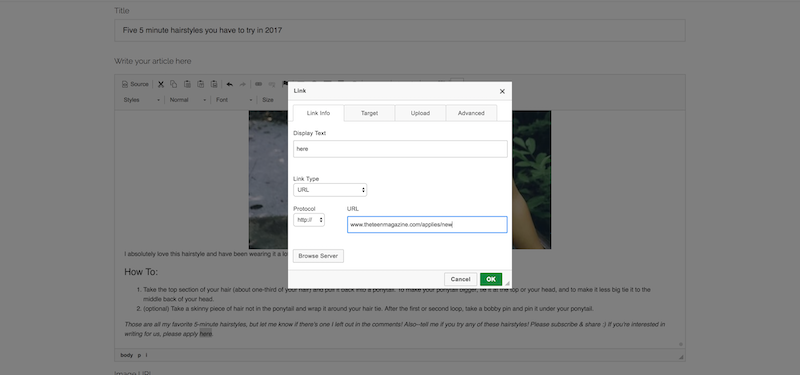 Title
Five 5 minute hairstyles you have to try in 2017
Write your article here
Source
Styles Normal Font Size
Link
Link Info Target Upload Advanced
Display Text
here
Link Type
URL
Protocol URL
http:// www.theteenmagazine.com/applies/new
Browse Server
Cancel OK
I absolutely love this hairstyle and have been wearing it a lo
How To:
1. Take the top section of your hair (about one-third of your hair) and put it back into a ponytail. To make your ponytail bigger, tie it at the top or your head, and to make it less big tie it to the
middle back of your head.
2. (optional) Take a skinny piece of hair not in the ponytail and wrap it around your hair tie. After the first or second loop, take a bobby pin and pin it under your ponytail.
Those are all my favorite 5-minute hairstyles, but let me know if there's one I left out in the comments! Also--tell me if you try any of these hairstyles! Please subscribe & share :) If you're interested in
writing for us, please apply here.
body p i
Image URL